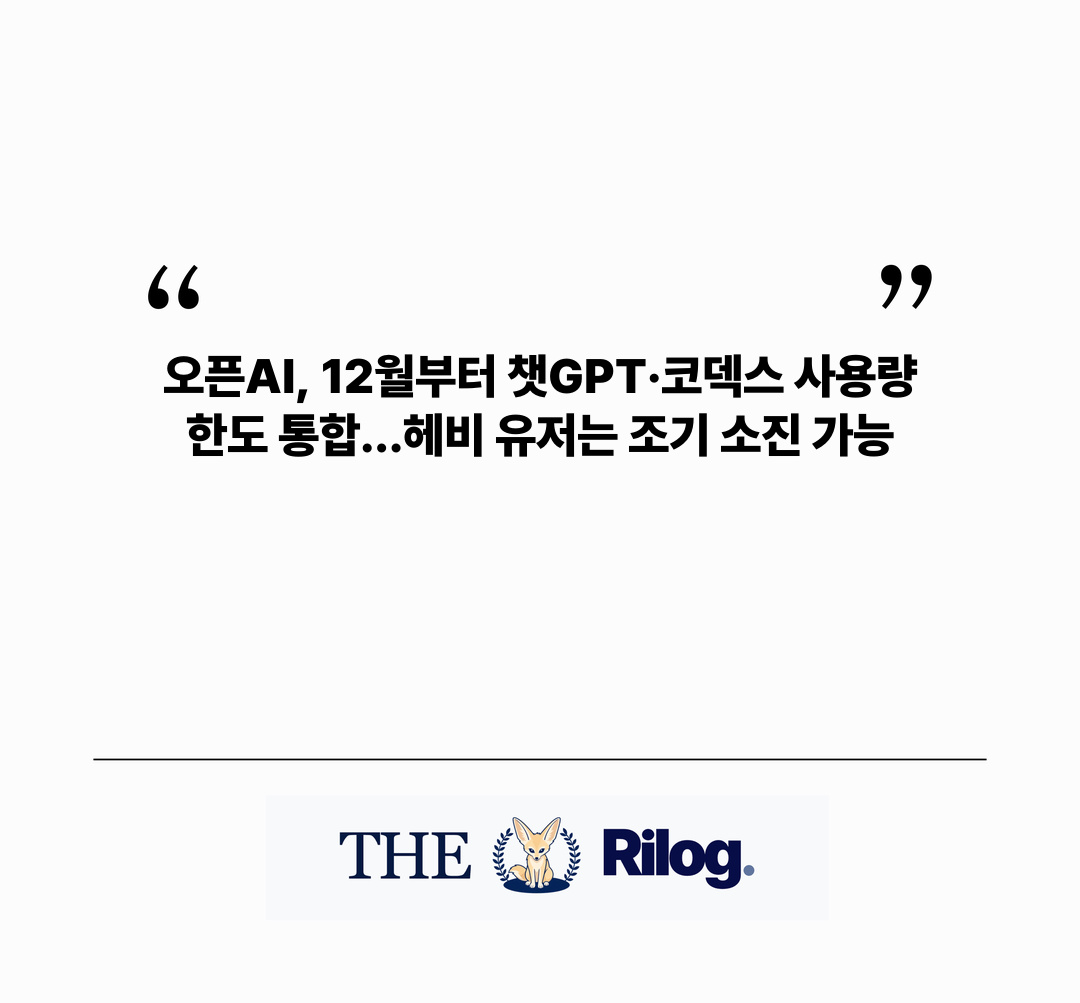 “ ”
오픈AI, 12월부터 챗GPT·코덱스 사용량
한도 통합...헤비 유저는 조기 소진 가능
THE Rilog.